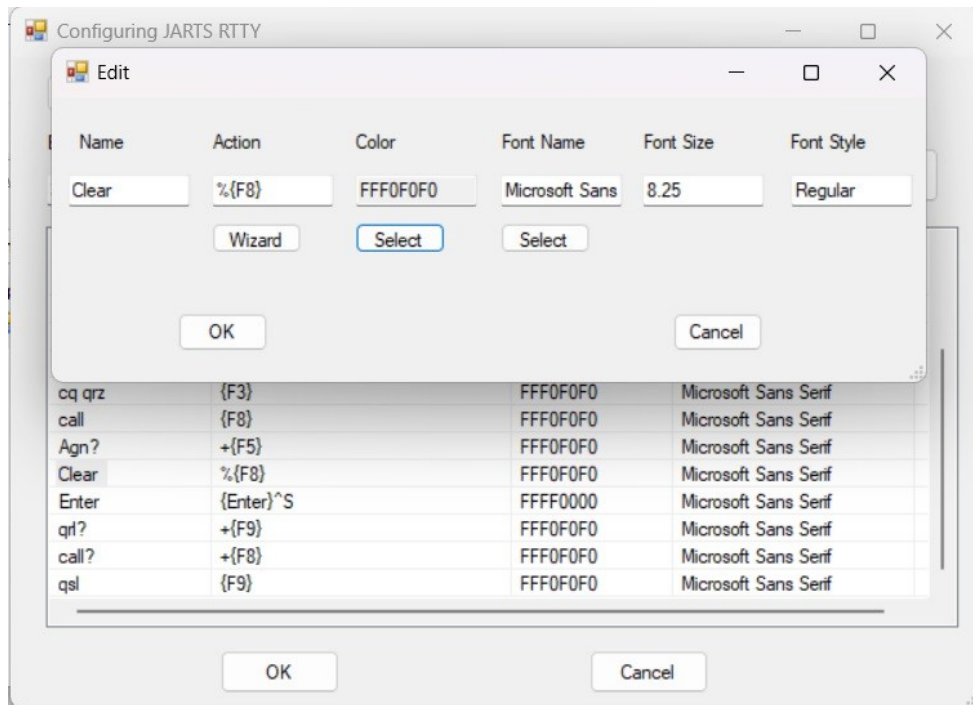 Configuring JARTS RTTY
Edit
Name Action Color Font Name Font Size Font Style
Clear %{F8} FFF0F0F0 Microsoft Sans 8.25 Regular
Wizard Select Select
OK Cancel
cq qrz {F3} FFF0F0F0 Microsoft Sans Serif
call {F8} FFF0F0F0 Microsoft Sans Serif
Agn? +{F5} FFF0F0F0 Microsoft Sans Serif
Clear %{F8} FFF0F0F0 Microsoft Sans Serif
Enter {Enter}^S FFFF0000 Microsoft Sans Serif
qrl? +{F9} FFF0F0F0 Microsoft Sans Serif
call? +{F8} FFF0F0F0 Microsoft Sans Serif
qsl {F9} FFF0F0F0 Microsoft Sans Serif
OK Cancel